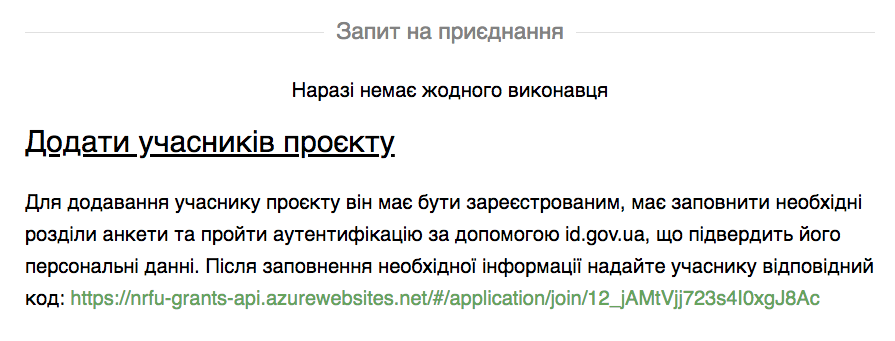 Запит на приєднання
Наразі немає жодного виконавця
Додати учасників проєкту
Для додавання учаснику проєкту він має бути зареєстрованим, має заповнити необхідні
розділи анкети та пройти аутентифікацію за допомогою id.gov.ua, що підвердить його
персональні данні. Після заповнення необхідної інформації надайте учаснику відповідний
код: https://nrfu-grants-api.azurewebsites.net/#/application/join/12_jAMtVjj723s4I0xgJ8Ac